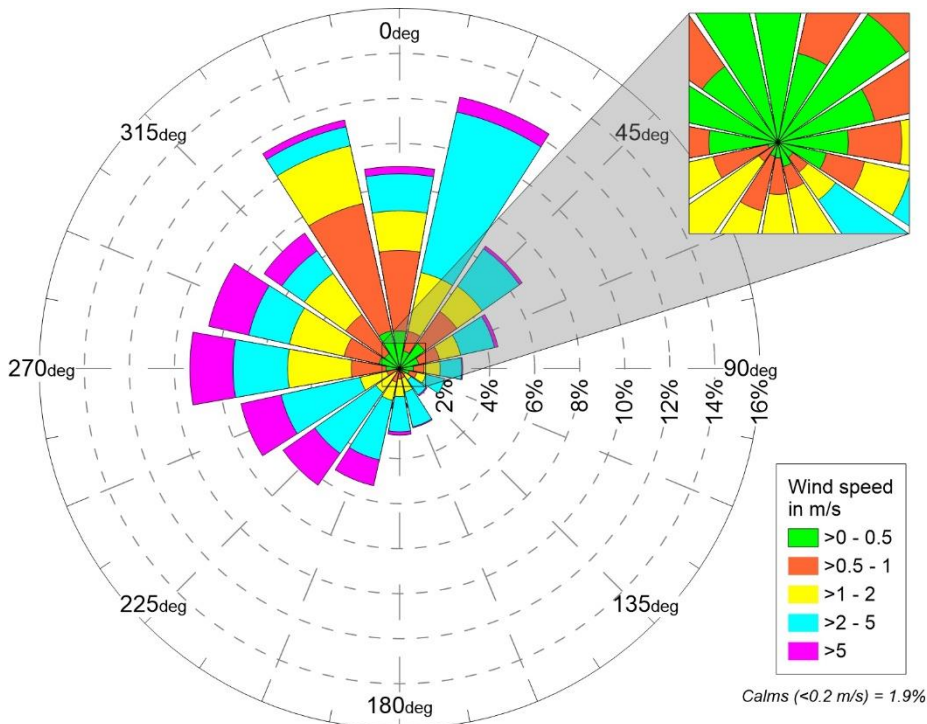 0deg
315deg
45deg
270deg
90deg
2%
4%
6%
8%
10%
12%
14%
16%
225deg
135deg
180deg
Wind speed
in m/s
>0 - 0.5
>0.5 - 1
>1 - 2
>2 - 5
>5
Calms (<0.2 m/s) = 1.9%